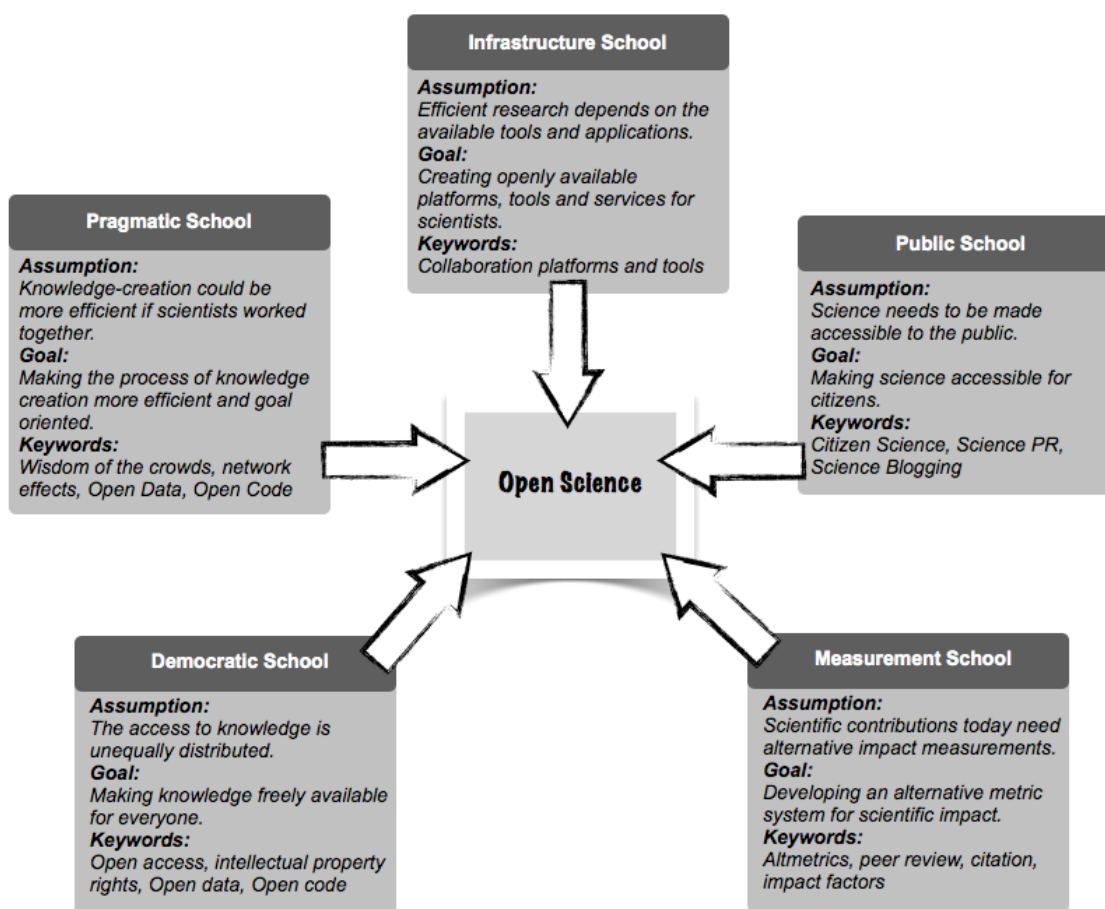 Infrastructure School
Assumption:
Efficient research depends on the
available tools and applications.
Goal:
Creating openly available
platforms, tools and services for
scientists.
Keywords:
Collaboration platforms and tools
Pragmatic School
Assumption:
Knowledge-creation could be
more efficient if scientists worked
together.
Goal:
Making the process of knowledge
creation more efficient and goal
oriented.
Keywords:
Wisdom of the crowds, network
effects, Open Data, Open Code
Public School
Assumption:
Science needs to be made
accessible to the public.
Goal:
Making science accessible for
citizens.
Keywords:
Citizen Science, Science PR,
Science Blogging
Open Science
Democratic School
Assumption:
The access to knowledge is
unequally distributed.
Goal:
Making knowledge freely available
for everyone.
Keywords:
Open access, intellectual property
rights, Open data, Open code
Measurement School
Assumption:
Scientific contributions today need
alternative impact measurements.
Goal:
Developing an alternative metric
system for scientific impact.
Keywords:
Altmetrics, peer review, citation,
impact factors